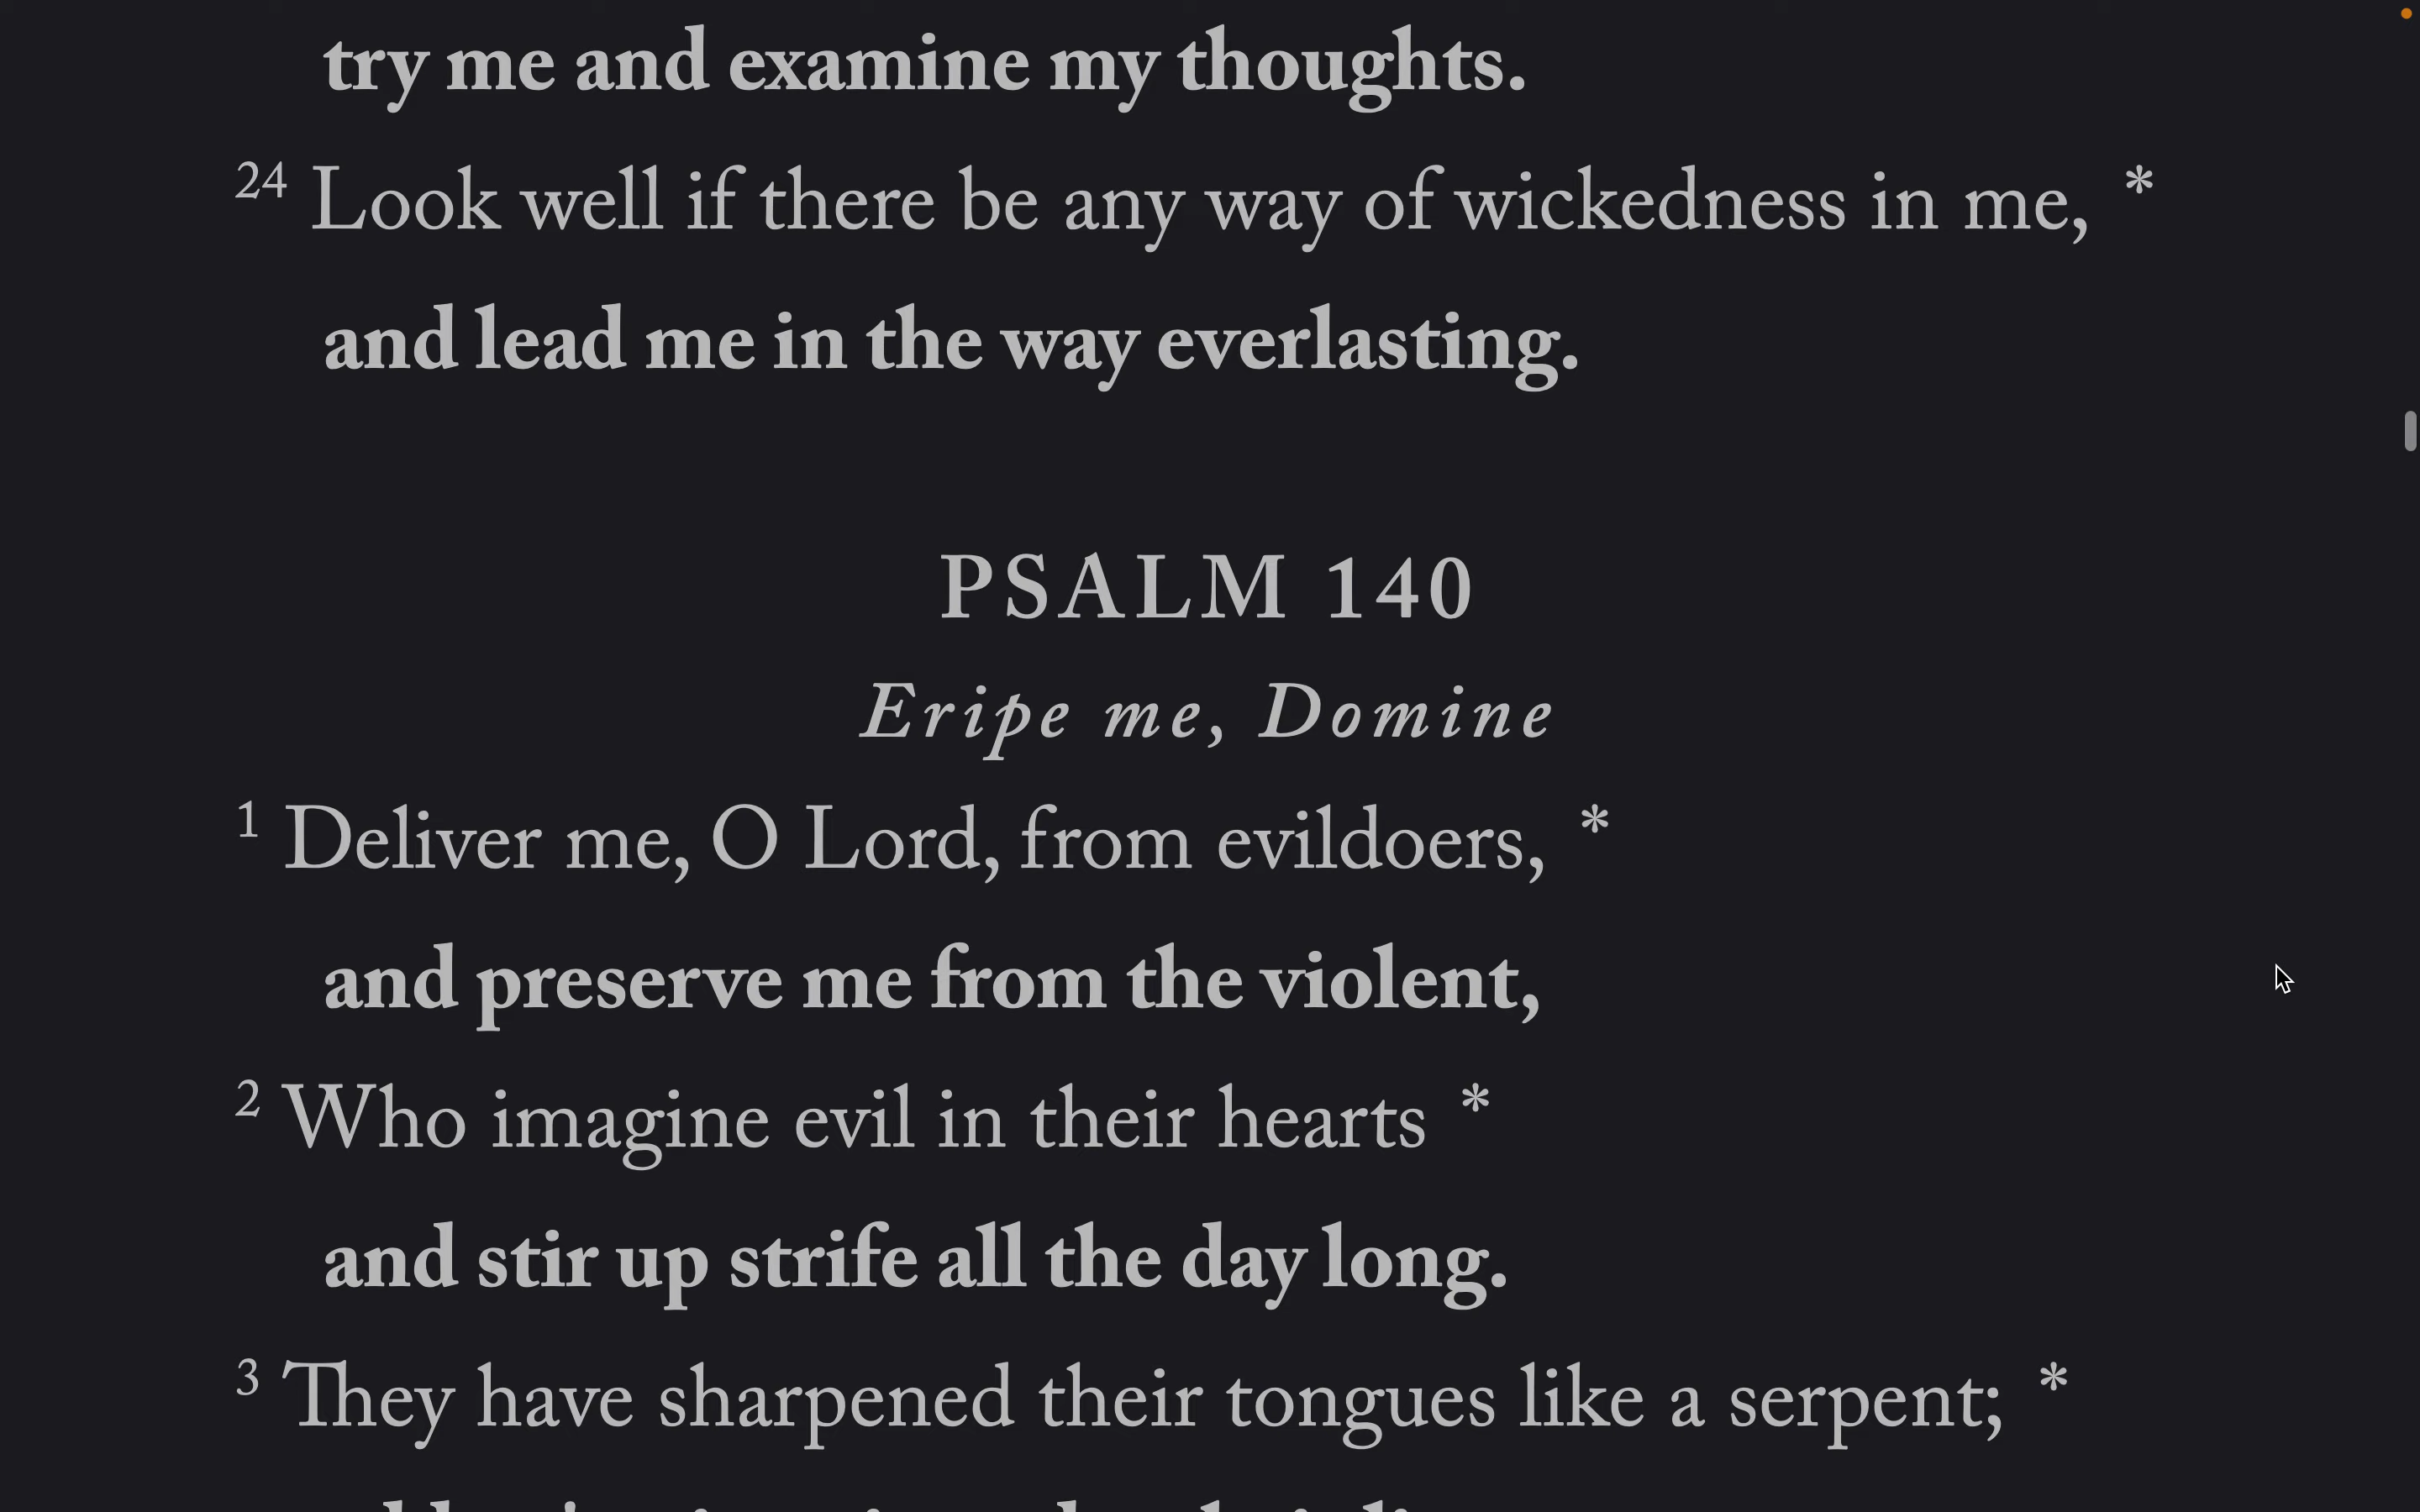 try me and examine my thoughts.
24 Look well if there be any way of wickedness in me, *
and lead me in the way everlasting.
PSALM 140
Eripe me, Domine
1 Deliver me, O Lord, from evildoers, *
and preserve me from the violent,
2 Who imagine evil in their hearts *
and stir up strife all the day long.
3 They have sharpened their tongues like a serpent; *